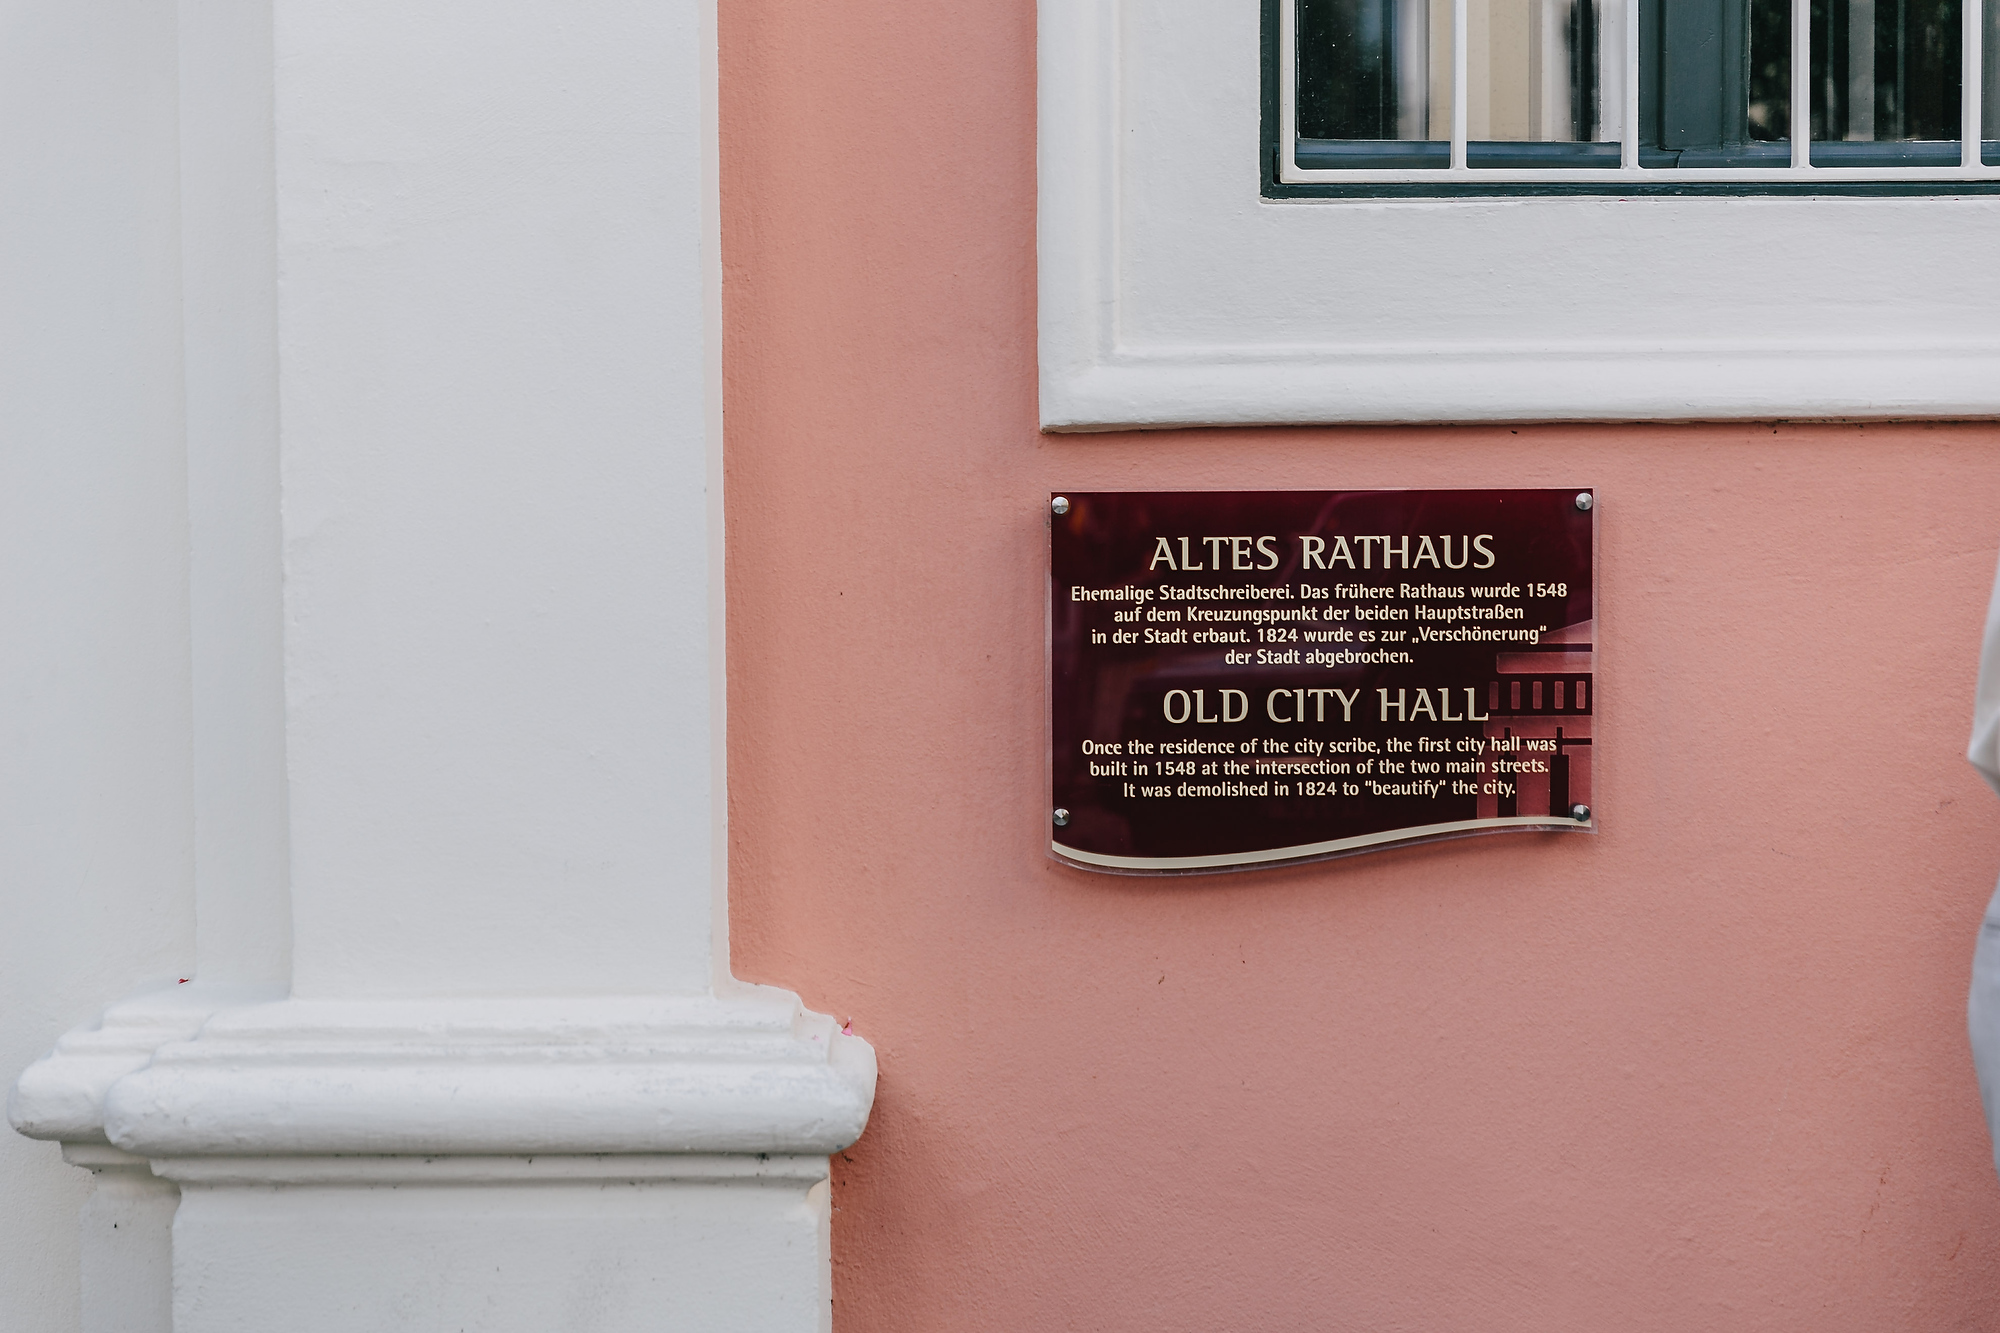 ALTES RATHAUS
Ehemalige Stadtschreiberei. Das frühere Rathaus wurde 1548
auf dem Kreuzungspunkt der beiden Hauptstraßen
in der Stadt erbaut. 1824 wurde es zur „Verschönerung“
der Stadt abgebrochen.
OLD CITY HALL
Once the residence of the city scribe, the first city hall was
built in 1548 at the intersection of the two main streets.
It was demolished in 1824 to "beautify“ the city.